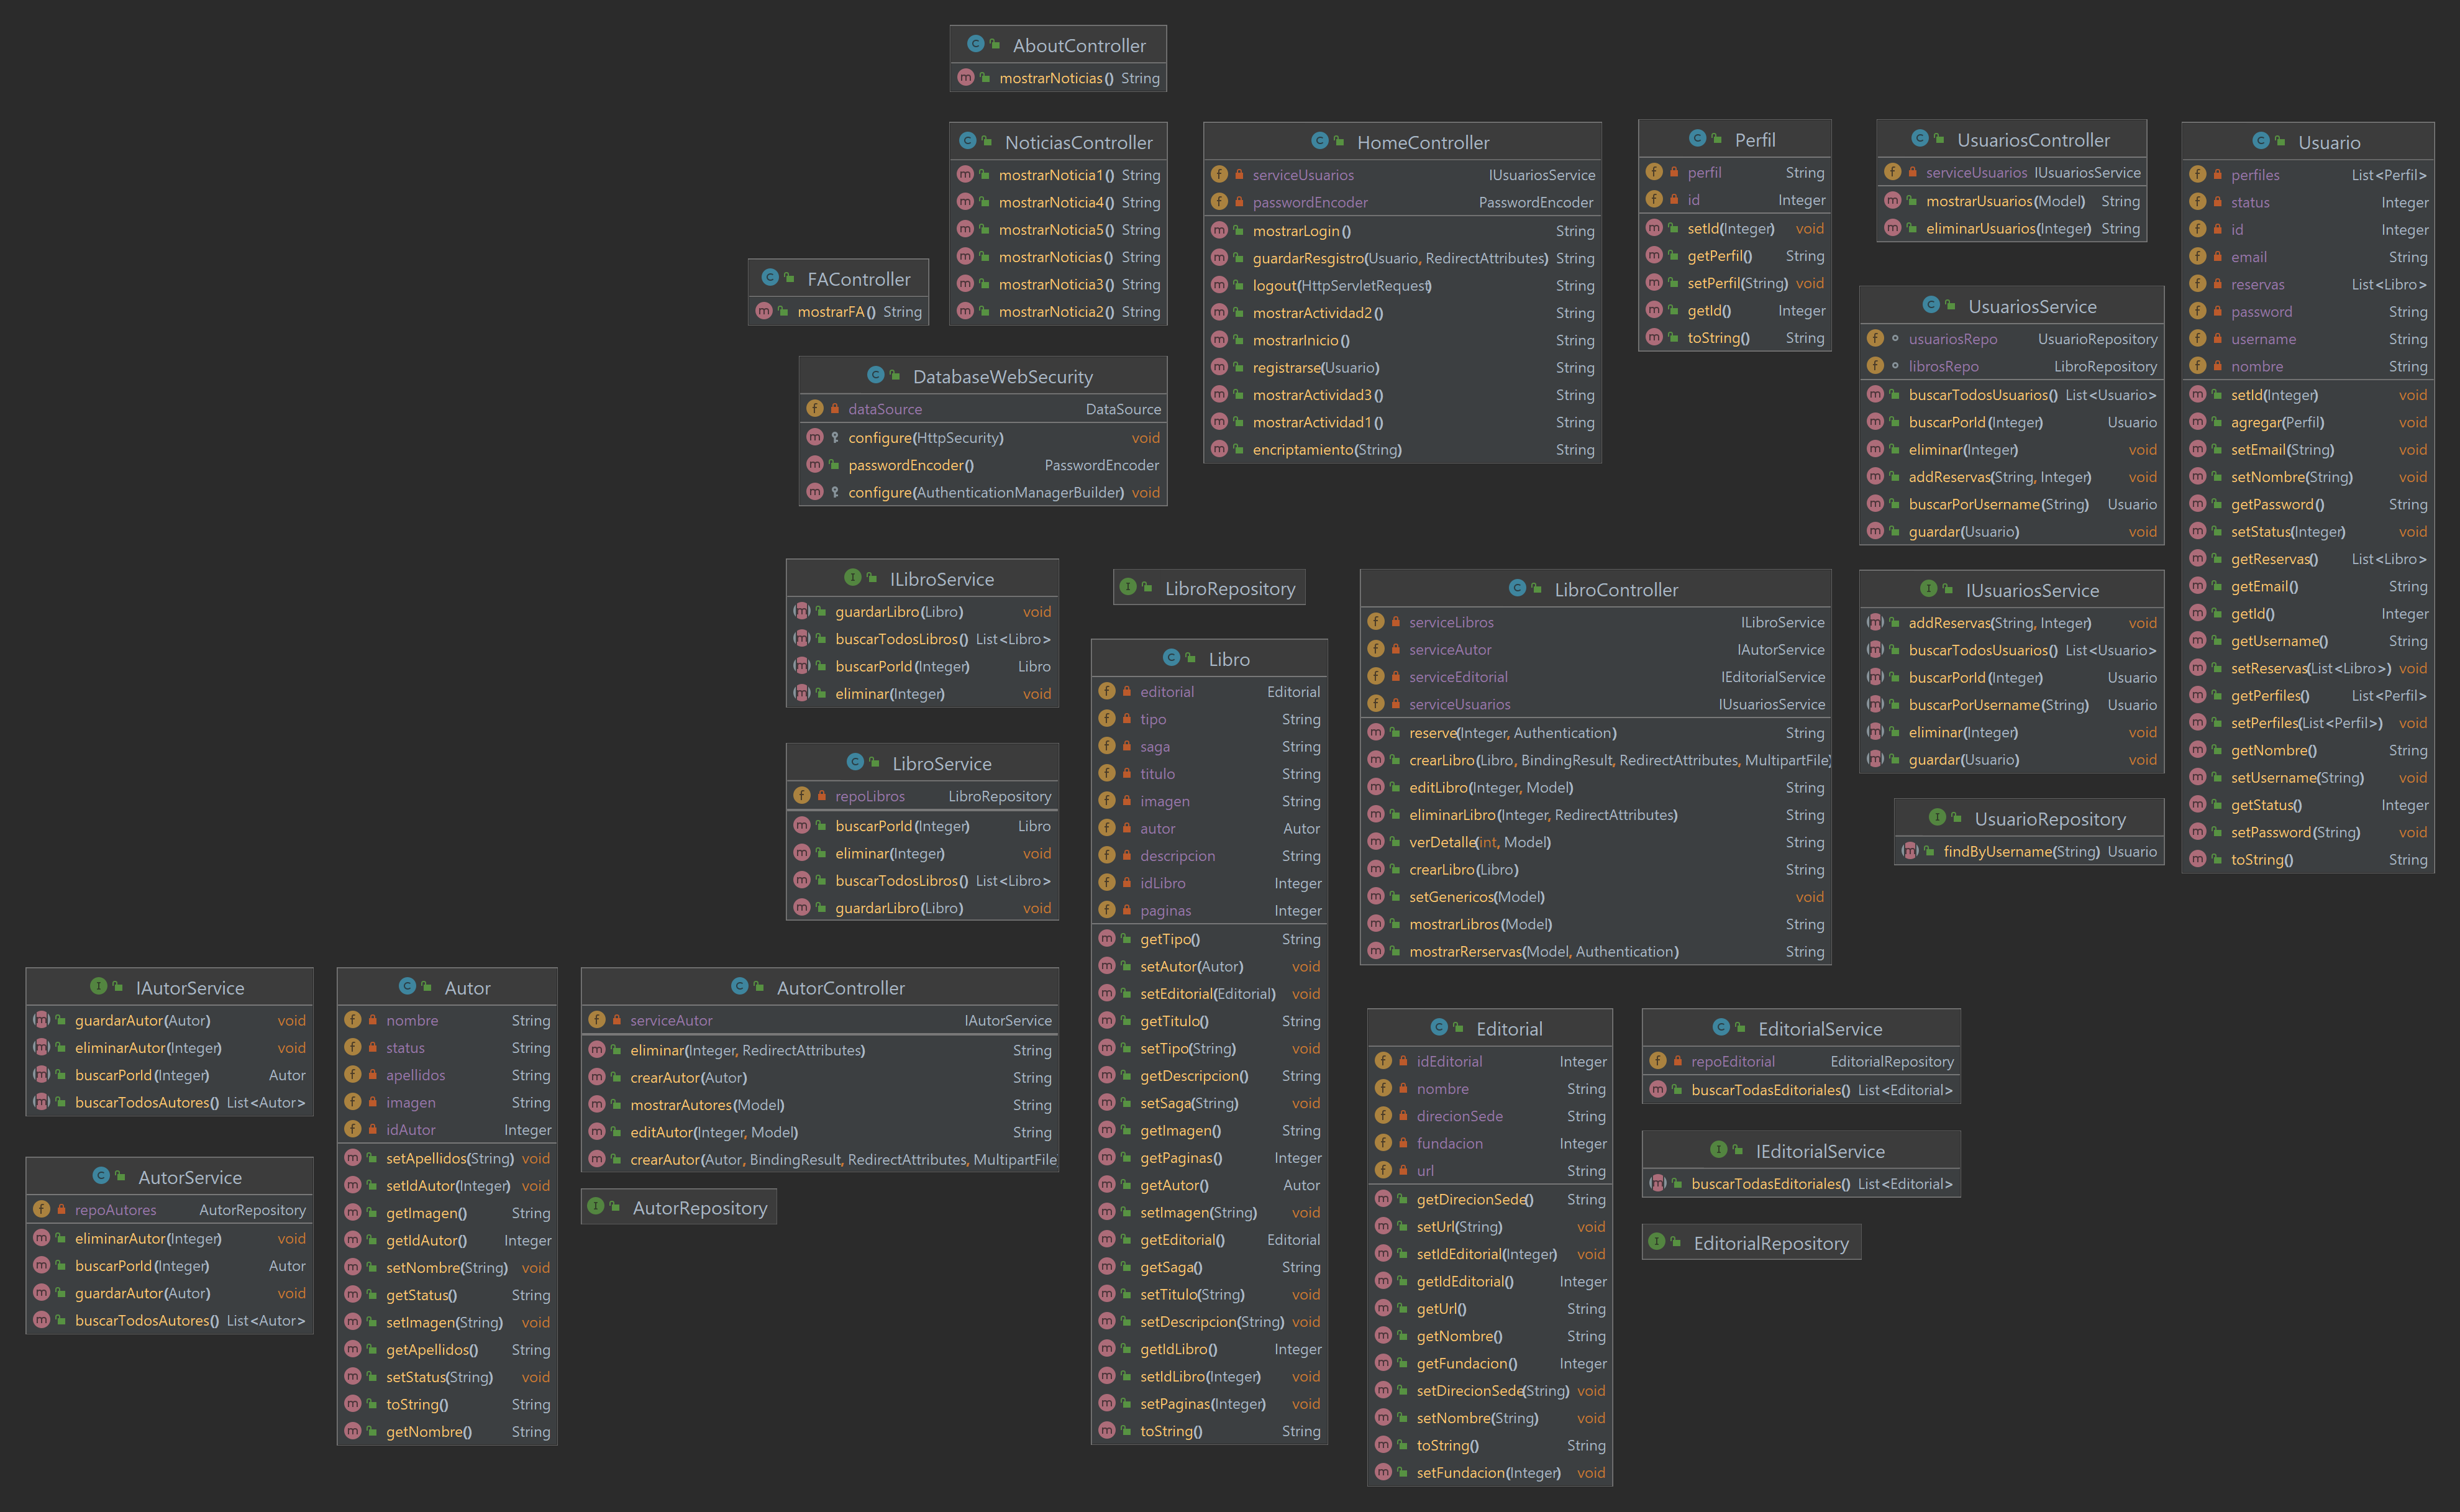 AboutController
mostrarNoticias() String
NoticiasController
mostrarNoticia1() String
mostrarNoticia4() String
mostrarNoticia5() String
mostrarNoticias() String
mostrarNoticia3() String
mostrarNoticia2() String
HomeController
serviceUsuarios IUsuariosService
passwordEncoder PasswordEncoder
mostrarLogin() String
guardarResgistro(Usuario, RedirectAttributes) String
logout(HttpServletRequest) String
mostrarActividad2() String
mostrarInicio() String
registrarse(Usuario) String
mostrarActividad3() String
mostrarActividad1() String
encriptamiento(String) String
Perfil
perfil String
id Integer
setId(Integer) void
getPerfil() String
setPerfil(String) void
getId() Integer
toString() String
UsuariosController
serviceUsuarios IUsuariosService
mostrarUsuarios(Model) String
eliminarUsuarios(Integer) String
Usuario
perfiles List<Perfil>
status Integer
id Integer
email String
reservas List<Libro>
password String
username String
nombre String
setId(Integer) void
agregar(Perfil) void
setEmail(String) void
setNombre(String) void
getPassword() String
setStatus(Integer) void
getReservas() List<Libro>
getEmail() String
getId() Integer
getUsername() String
setReservas(List<Libro>) void
getPerfiles() List<Perfil>
setPerfiles(List<Perfil>) void
getNombre() String
setUsername(String) void
getStatus() Integer
setPassword(String) void
toString() String
FAController
mostrarFA() String
DatabaseWebSecurity
dataSource DataSource
configure(HttpSecurity) void
passwordEncoder() PasswordEncoder
configure(AuthenticationManagerBuilder) void
UsuariosService
usuariosRepo UsuarioRepository
librosRepo LibroRepository
buscarTodosUsuarios() List<Usuario>
buscarPorId(Integer) Usuario
eliminar(Integer) void
addReservas(String, Integer) void
buscarPorUsername(String) Usuario
guardar(Usuario) void
ILibroService
guardarLibro(Libro) void
buscarTodosLibros() List<Libro>
buscarPorId(Integer) Libro
eliminar(Integer) void
LibroRepository
LibroController
serviceLibros ILibroService
serviceAutor IAutorService
serviceEditorial IEditorialService
serviceUsuarios IUsuariosService
reserve(Integer, Authentication) String
crearLibro(Libro, BindingResult, RedirectAttributes, MultipartFile)
editLibro(Integer, Model) String
eliminarLibro(Integer, RedirectAttributes) String
verDetalle(int, Model) String
crearLibro(Libro) String
setGenericos(Model) void
mostrarLibros(Model) String
mostrarRerservas(Model, Authentication) String
IUsuariosService
addReservas(String, Integer) void
buscarTodosUsuarios() List<Usuario>
buscarPorId(Integer) Usuario
buscarPorUsername(String) Usuario
eliminar(Integer) void
guardar(Usuario) void
UsuarioRepository
findByUsername(String) Usuario
Libro
editorial Editorial
tipo String
saga String
titulo String
imagen String
autor Autor
descripcion String
idLibro Integer
paginas Integer
getTipo() String
setAutor(Autor) void
setEditorial(Editorial) void
getTitulo() String
setTipo(String) void
getDescripcion() String
setSaga(String) void
getImagen() String
getPaginas() Integer
getAutor() Autor
setImagen(String) void
getEditorial() Editorial
getSaga() String
setTitulo(String) void
setDescripcion(String) void
getIdLibro() Integer
setIdLibro(Integer) void
setPaginas(Integer) void
toString() String
LibroService
repoLibros LibroRepository
buscarPorId(Integer) Libro
eliminar(Integer) void
buscarTodosLibros() List<Libro>
guardarLibro(Libro) void
IAutorService
guardarAutor(Autor) void
eliminarAutor(Integer) void
buscarPorId(Integer) Autor
buscarTodosAutores() List<Autor>
AutorService
repoAutores AutorRepository
eliminarAutor(Integer) void
buscarPorId(Integer) Autor
guardarAutor(Autor) void
buscarTodosAutores() List<Autor>
Autor
nombre String
status String
apellidos String
imagen String
idAutor Integer
setApellidos(String) void
setIdAutor(Integer) void
getImagen() String
getIdAutor() Integer
setNombre(String) void
getStatus() String
setImagen(String) void
getApellidos() String
setStatus(String) void
toString() String
getNombre() String
AutorController
serviceAutor IAutorService
eliminar(Integer, RedirectAttributes) String
crearAutor(Autor) String
mostrarAutores(Model) String
editAutor(Integer, Model) String
crearAutor(Autor, BindingResult, RedirectAttributes, MultipartFile
AutorRepository
Editorial
idEditorial Integer
nombre String
direcionSede String
fundacion Integer
url String
getDirecionSede() String
setUrl(String) void
setIdEditorial(Integer) void
getIdEditorial() Integer
getUrl() String
getNombre() String
getFundacion() Integer
setDirecionSede(String) void
setNombre(String) void
toString() String
setFundacion(Integer) void
EditorialService
repoEditorial EditorialRepository
buscarTodasEditoriales() List<Editorial>
IEditorialService
buscarTodasEditoriales() List<Editorial>
EditorialRepository